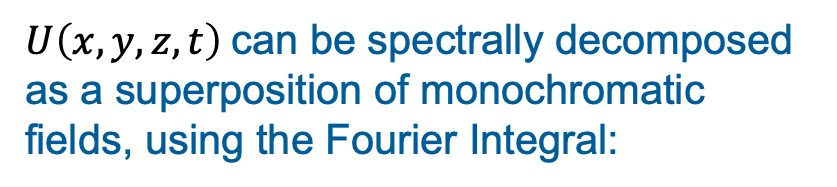 U(x, y, z, t) can be spectrally decomposed
as a superposition of monochromatic
fields, using the Fourier Integral: